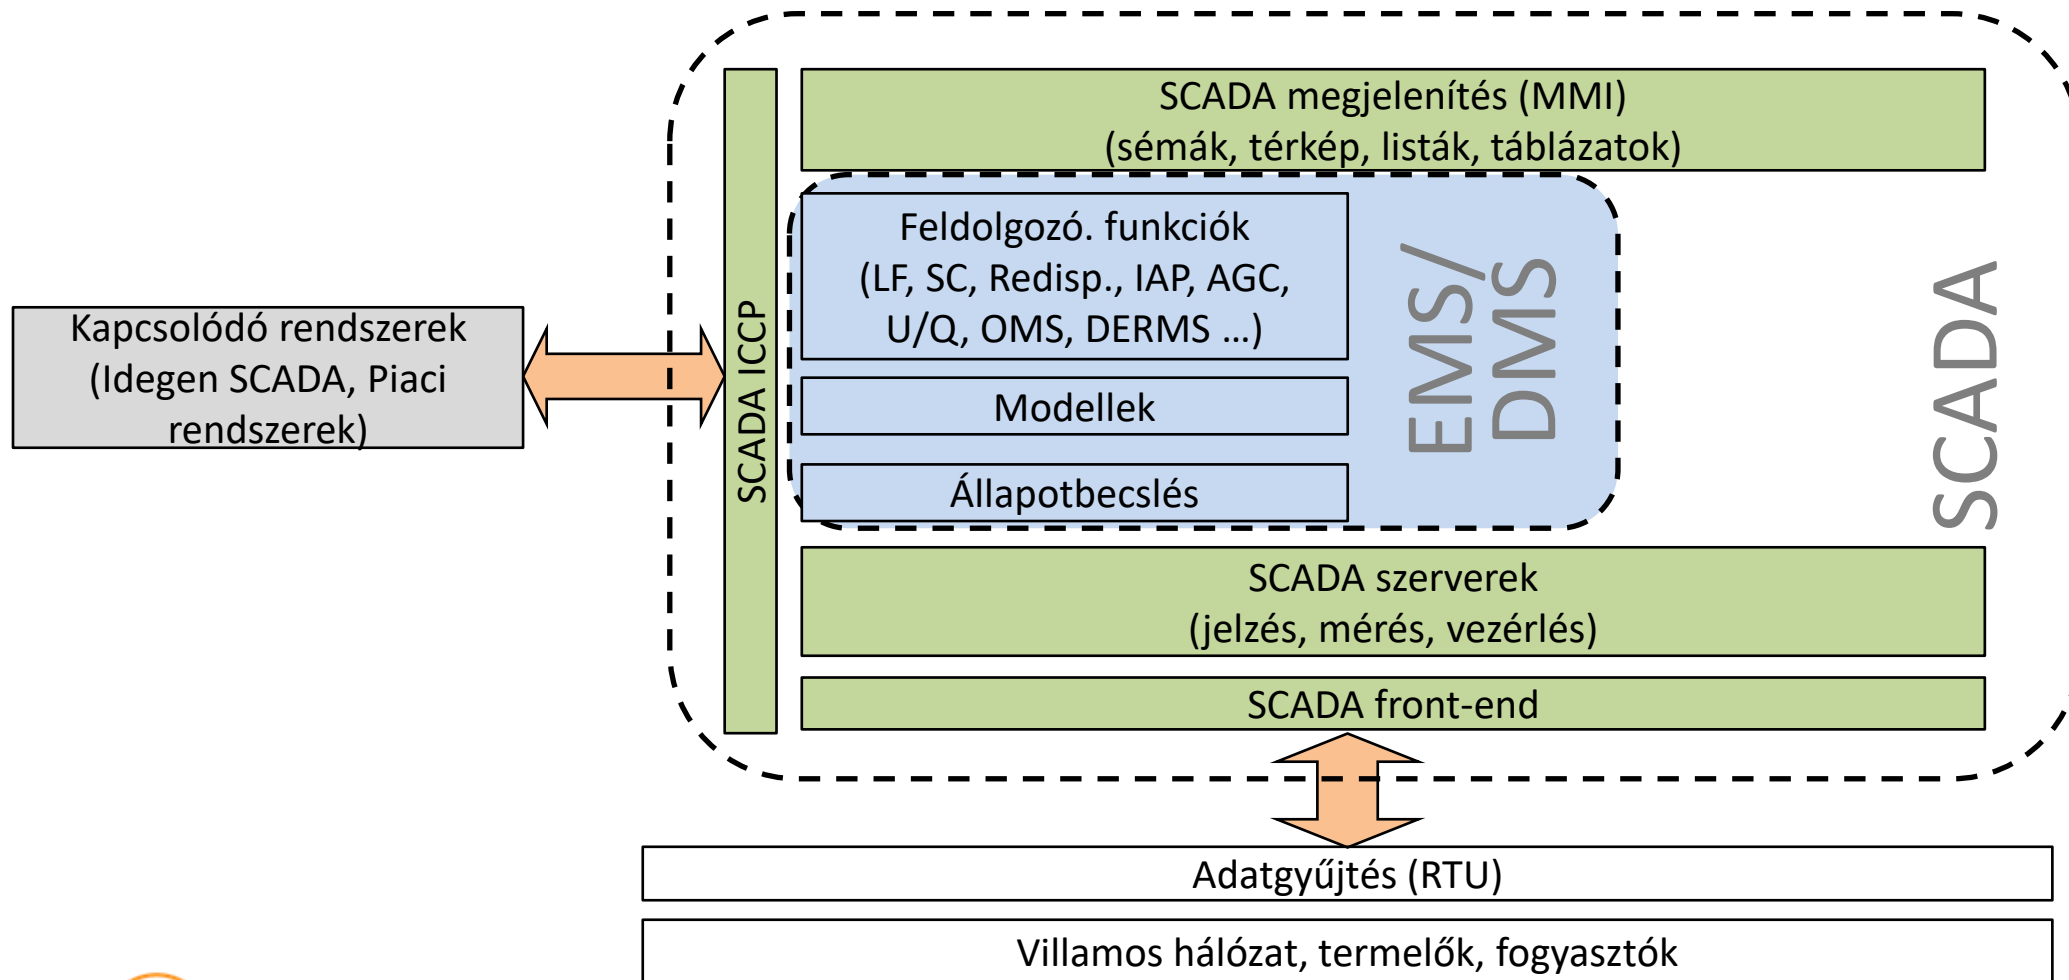 SCADA megjelenítés (MMI)
(sémák, térkép, listák, táblázatok)
Feldolgozó. funkciók
(LF, SC, Redisp., IAP, AGC,
U/Q, OMS, DERMS ...)
Modellek
Állapotbecslés
EMS/
DMS
SCADA
SCADA ICCP
Kapcsolódó rendszerek
(Idegen SCADA, Piaci
rendszerek)
SCADA szerverek
(jelzés, mérés, vezérlés)
SCADA front-end
Adatgyűjtés (RTU)
Villamos hálózat, termelők, fogyasztók